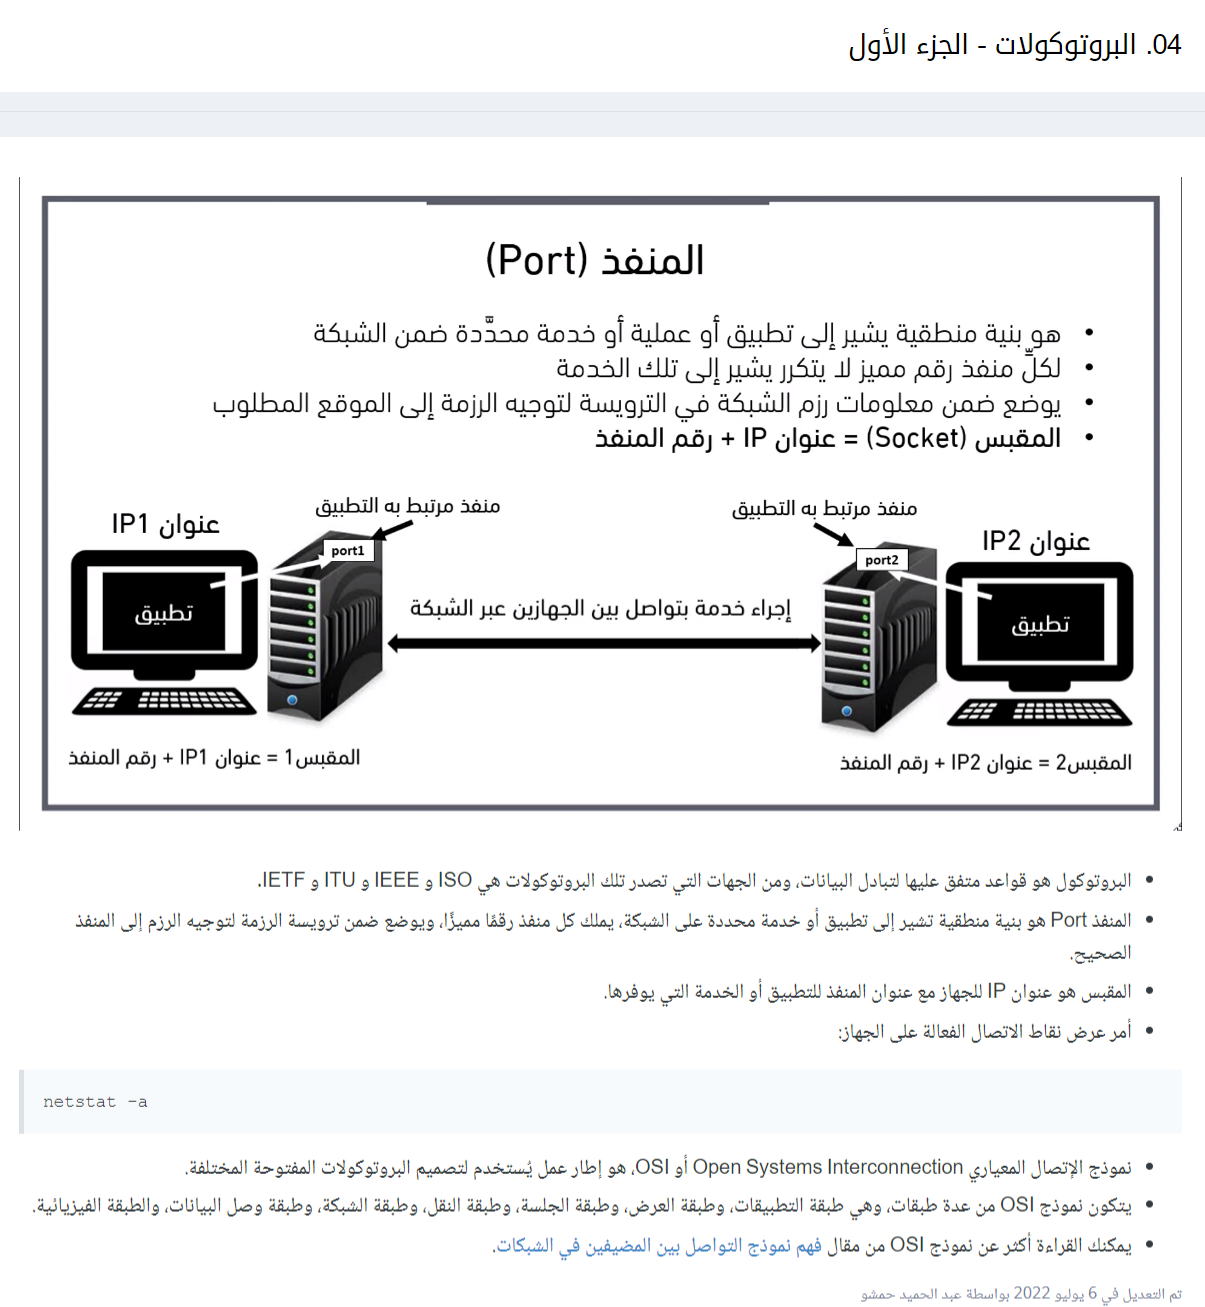 04. البروتوكولات - الجزء الأول
المنفذ (Port)
• هو بنية منطقية يشير إلى تطبيق أو عملية أو خدمة محدَّدة ضمن الشبكة
• لكلِّ منفذ رقم مميز لا يتكرر يشير إلى تلك الخدمة
• يوضع ضمن معلومات رزم الشبكة في الترويسة لتوجيه الرزمة إلى الموقع المطلوب
• المقبس (Socket) = عنوان IP + رقم المنفذ
منفذ مرتبط به التطبيق
منفذ مرتبط به التطبيق
عنوان IP2
عنوان IP1
port2
port1
تطبيق
إجراء خدمة بتواصل بين الجهازين عبر الشبكة
تطبيق
المقبس2 = عنوان IP2 + رقم المنفذ
المقبس1 = عنوان IP1 + رقم المنفذ
• البروتوكول هو قواعد متفق عليها لتبادل البيانات، ومن الجهات التي تصدر تلك البروتوكولات هي ISO و IEEE و ITU و IETF.
• المنفذ Port هو بنية منطقية تشير إلى تطبيق أو خدمة محددة على الشبكة، يملك كل منفذ رقمًا مميزًا، ويوضع ضمن ترويسة الرزمة لتوجيه الرزم إلى المنفذ
الصحيح.
• المقبس هو عنوان IP للجهاز مع عنوان المنفذ للتطبيق أو الخدمة التي يوفرها.
• أمر عرض نقاط الاتصال الفعالة على الجهاز:
netstat -a
• نموذج الإتصال المعياري Open Systems Interconnection أو OSI، هو إطار عمل يُستخدم لتصميم البروتوكولات المفتوحة المختلفة.
• يتكون نموذج OSI من عدة طبقات، وهي طبقة التطبيقات، وطبقة العرض، وطبقة الجلسة، وطبقة النقل، وطبقة الشبكة، وطبقة وصل البيانات، والطبقة الفيزيائية.
• يمكنك القراءة أكثر عن نموذج OSI من مقال فهم نموذج التواصل بين المضيفين في الشبكات.
تم التعديل في 6 يوليو 2022 بواسطة عبد الحميد حمشو